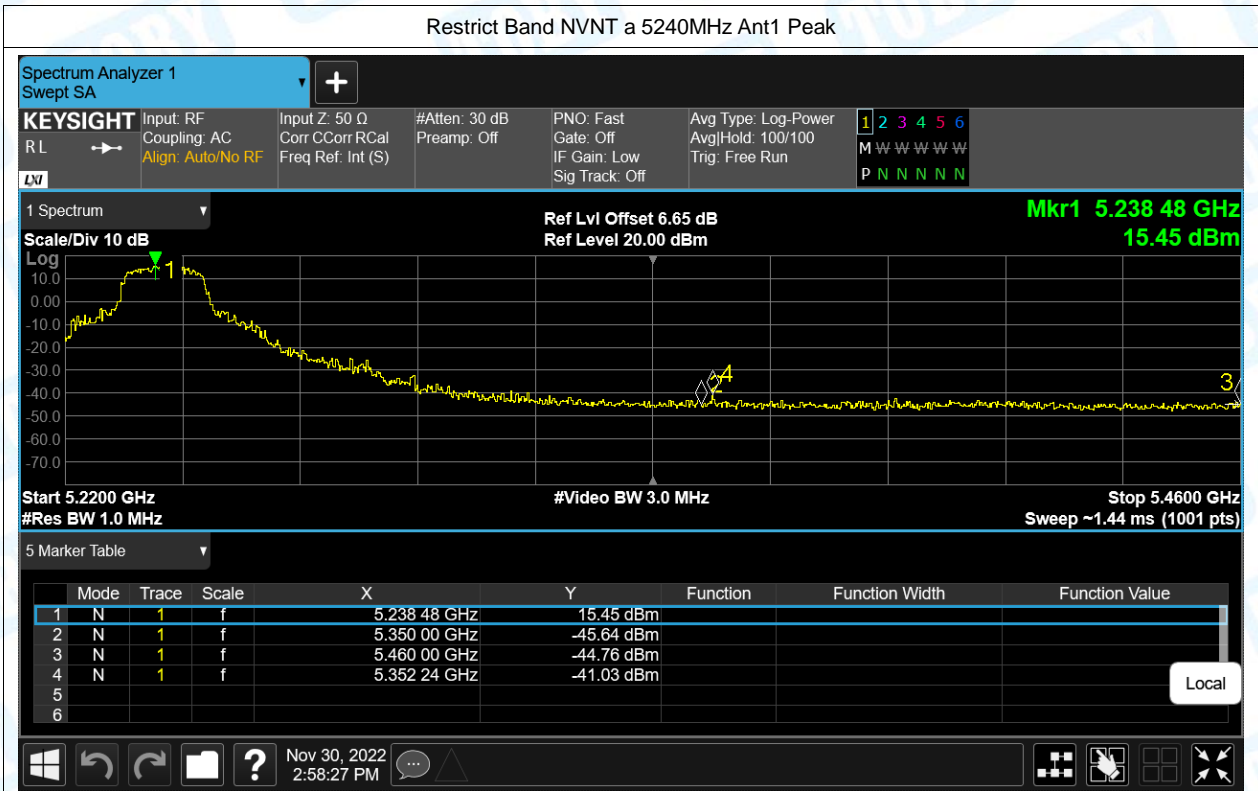 Restrict Band NVNT a 5240MHz Ant1 Peak
Spectrum Analyzer 1
Swept SA
+
KEYSIGHT Input: RF Input Z: 50 Ω #Atten: 30 dB PNO: Fast Avg Type: Log-Power 1 2 3 4 5 6
RL Coupling: AC Corr CCorr RCal Preamp: Off Gate: Off Avg|Hold: 100/100 M W W W W W W
Align: Auto/No RF Freq Ref: Int (S) IF Gain: Low Trig: Free Run
LXI Sig Track: Off P N N N N N
1 Spectrum Ref Lvl Offset 6.65 dB Mkr1 5.238 48 GHz
Scale/Div 10 dB Ref Level 20.00 dBm 15.45 dBm
Log
1
10.0
0.00
-10.0
-20.0
-30.0
4
3
-40.0
-50.0
-60.0
-70.0
Start 5.2200 GHz #Video BW 3.0 MHz Stop 5.4600 GHz
#Res BW 1.0 MHz Sweep ~1.44 ms (1001 pts)
5 Marker Table
Mode Trace Scale X Y Function Function Width Function Value
1 N 1 f 5.238 48 GHz 15.45 dBm
2 N 1 f 5.350 00 GHz -45.64 dBm
3 N 1 f 5.460 00 GHz -44.76 dBm
4 N 1 f 5.352 24 GHz -41.03 dBm
5
6
Local
? Nov 30, 2022
2:58:27 PM